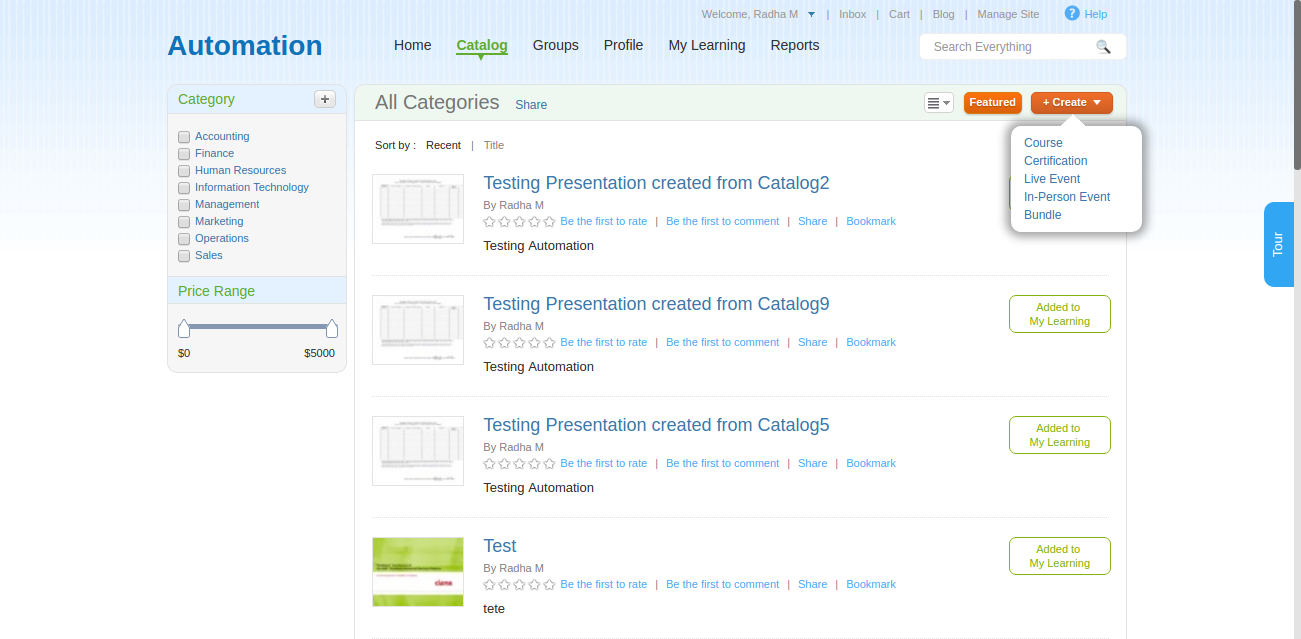 Welcome, Radha M | Inbox | Cart | Blog | Manage Site ? Help
Automation
Home Catalog Groups Profile My Learning Reports
Search Everything
Category +
Accounting
Finance
Human Resources
Information Technology
Management
Marketing
Operations
Sales
Price Range
$0 $5000
All Categories Share
Featured
+ Create
Course
Certification
Live Event
In-Person Event
Bundle
Sort by : Recent | Title
Testing Presentation created from Catalog2
By Radha M
Be the first to rate | Be the first to comment | Share | Bookmark
Testing Automation
Testing Presentation created from Catalog9
By Radha M
Be the first to rate | Be the first to comment | Share | Bookmark
Testing Automation
Added to
My Learning
Testing Presentation created from Catalog5
By Radha M
Be the first to rate | Be the first to comment | Share | Bookmark
Testing Automation
Added to
My Learning
Test
By Radha M
Be the first to rate | Be the first to comment | Share | Bookmark
tete
Added to
My Learning
Tour